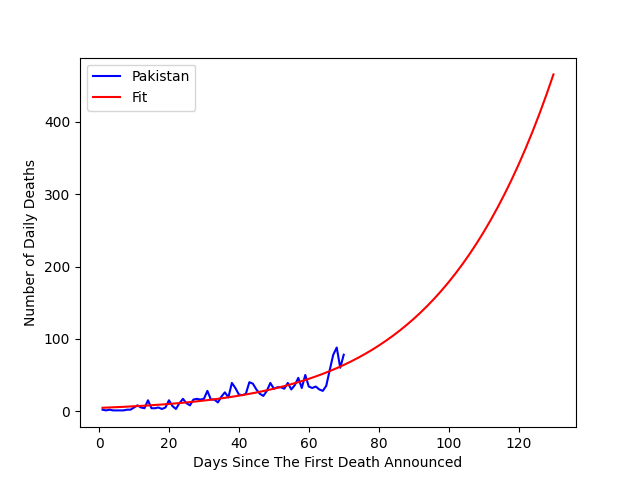 Pakistan
Fit
400
300
200
100
0
Number of Daily Deaths
0 20 40 60 80 100 120
Days Since The First Death Announced